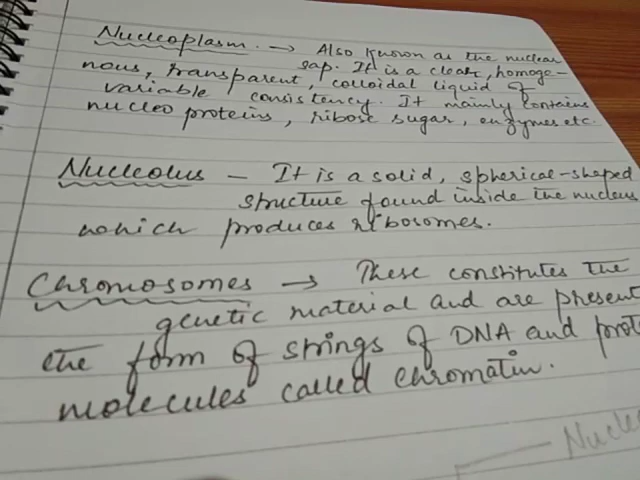 Nucleoplasm. → Also known as the nuclear
sap. It is a clear, homoge-
nous, transparent, colloidal liquid of
variable consistency. It mainly contains
nucleo proteins, ribose sugar, enzymes etc.
Nucleolus - It is a solid, spherical-shaped
structure found inside the nucleus
which produces ribosomes.
Chromosomes → These constitutes the
genetic material and are present
the form of strings of DNA and prot
molecules called chromatin.
Nucle